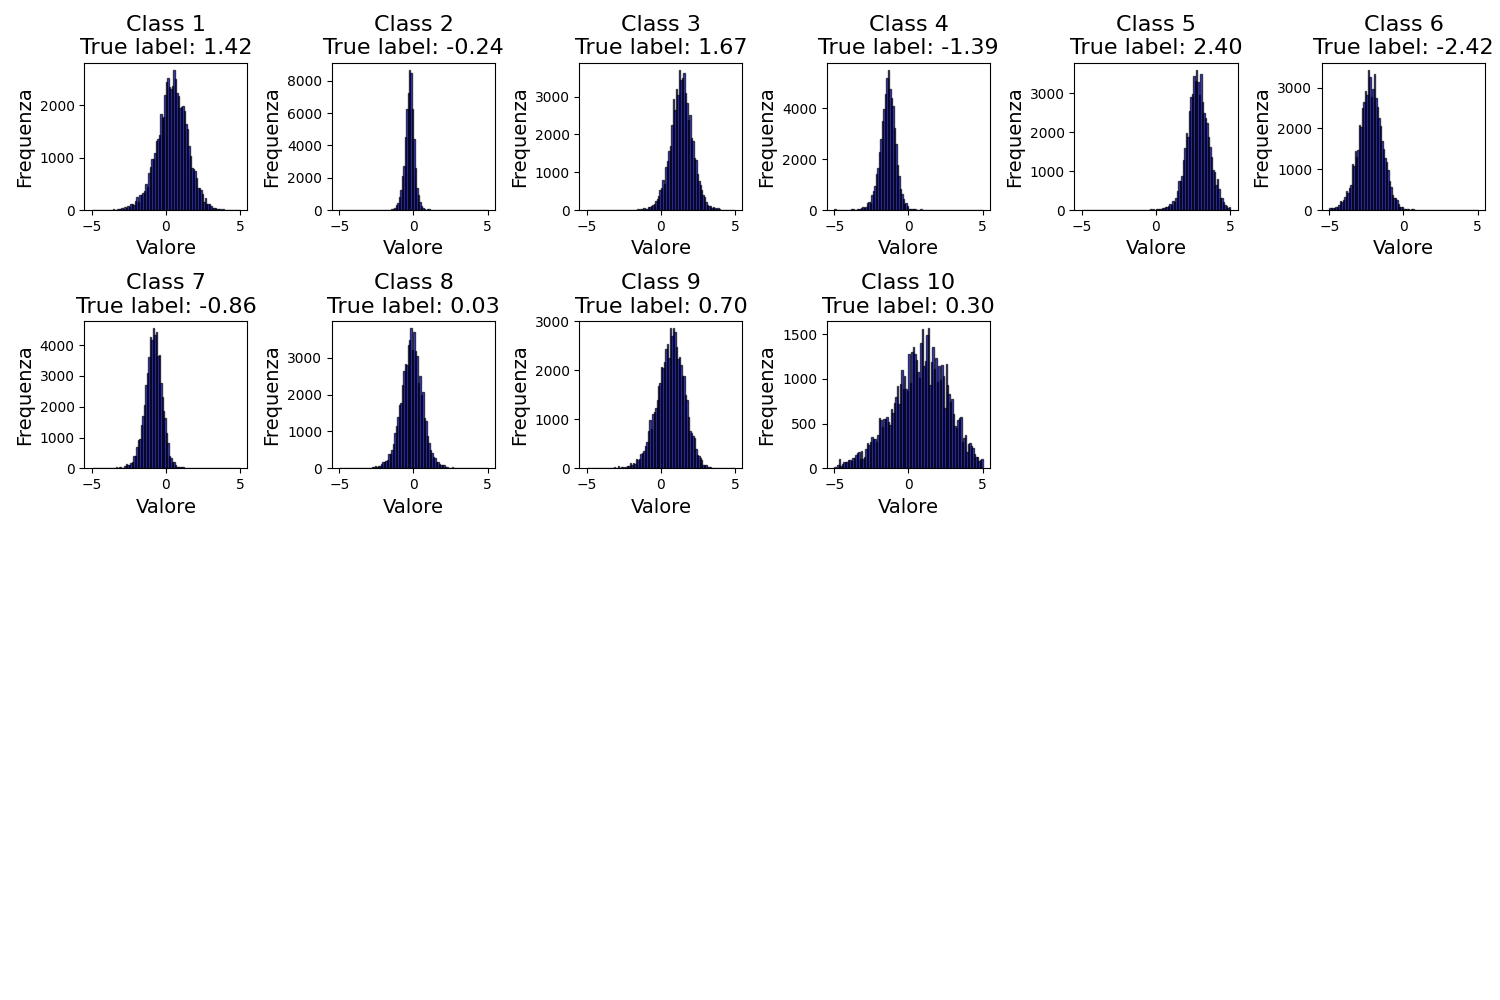 Class 1
True label: 1.42
Class 2
True label: -0.24
Class 3
True label: 1.67
Class 4
True label: -1.39
Class 5
True label: 2.40
Class 6
True label: -2.42
Frequenza
2000
1000
0
−5
0
5
Valore
Frequenza
8000
6000
4000
2000
0
−5
0
5
Valore
Frequenza
3000
2000
1000
0
−5
0
5
Valore
Frequenza
4000
2000
0
−5
0
5
Valore
Frequenza
3000
2000
1000
0
−5
0
5
Valore
Frequenza
3000
2000
1000
0
−5
0
5
Valore
Class 7
True label: -0.86
Class 8
True label: 0.03
Class 9
True label: 0.70
Class 10
True label: 0.30
Frequenza
4000
3000
2000
1000
0
−5
0
5
Valore
Frequenza
3000
2000
1000
0
−5
0
5
Valore
Frequenza
3000
2000
1000
0
−5
0
5
Valore
Frequenza
1500
1000
500
0
−5
0
5
Valore